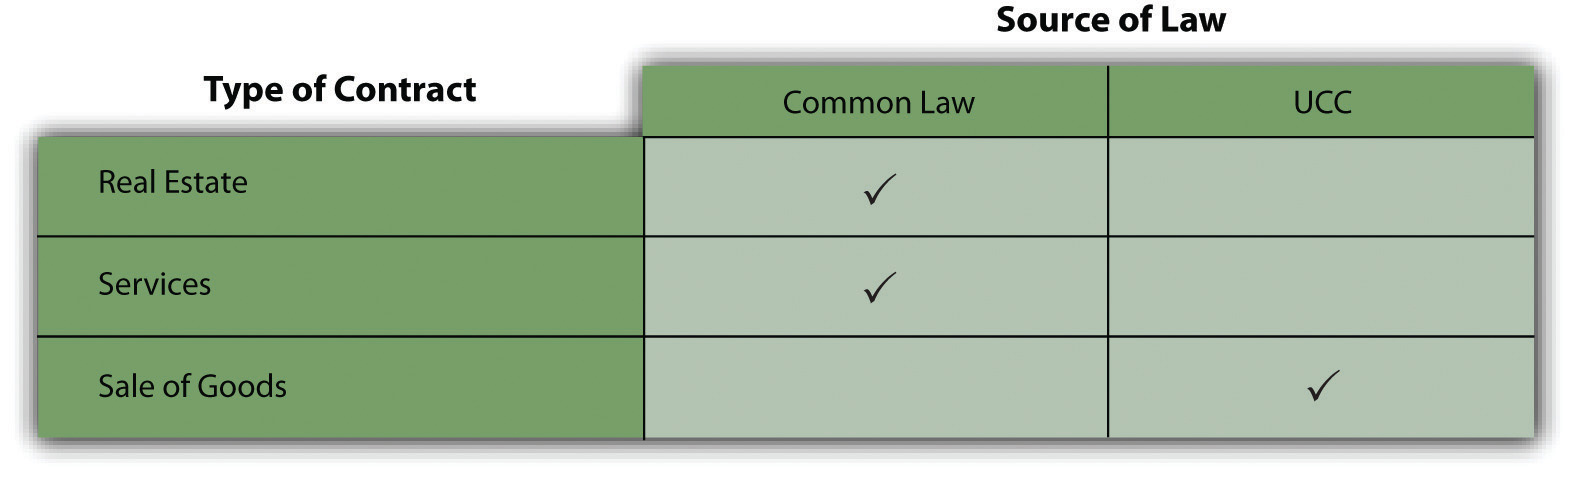 Source of Law
Type of Contract
Common Law
UCC
Real Estate
✓
Services
✓
Sale of Goods
✓